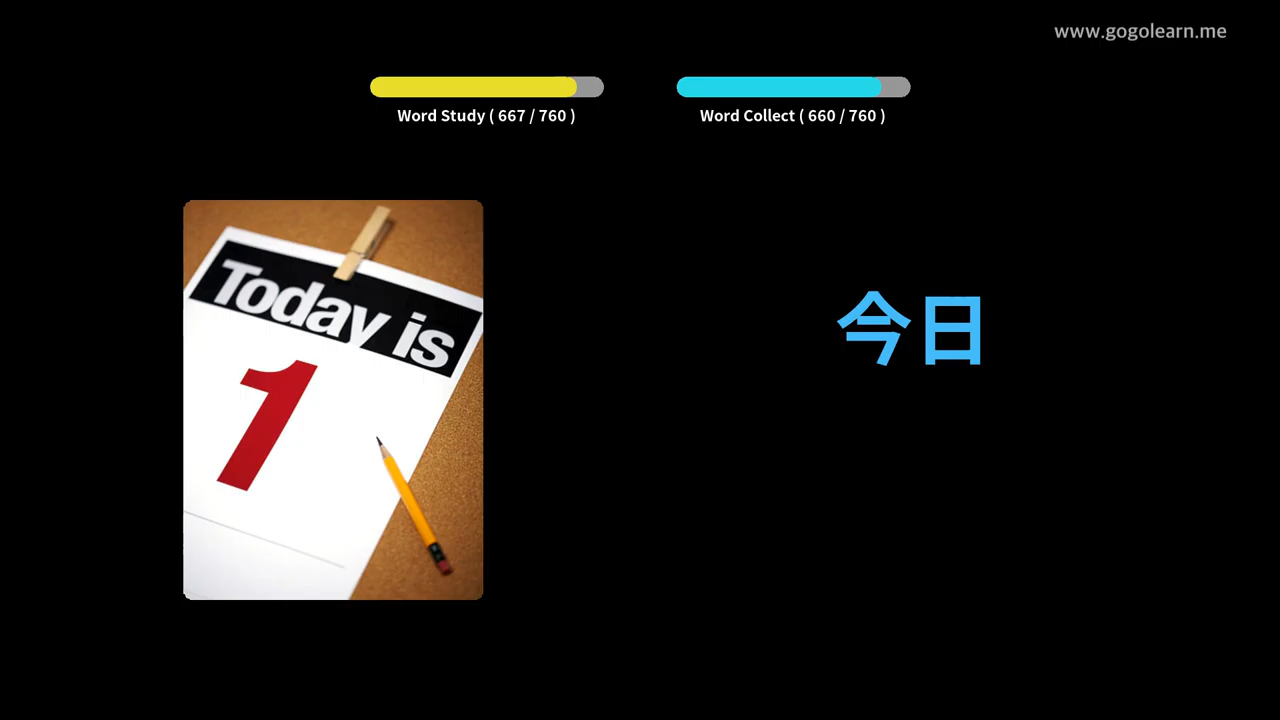 www.gogolearn.me
Word Study ( 667 / 760 )
Word Collect ( 660 / 760 )
Today is
1
今日